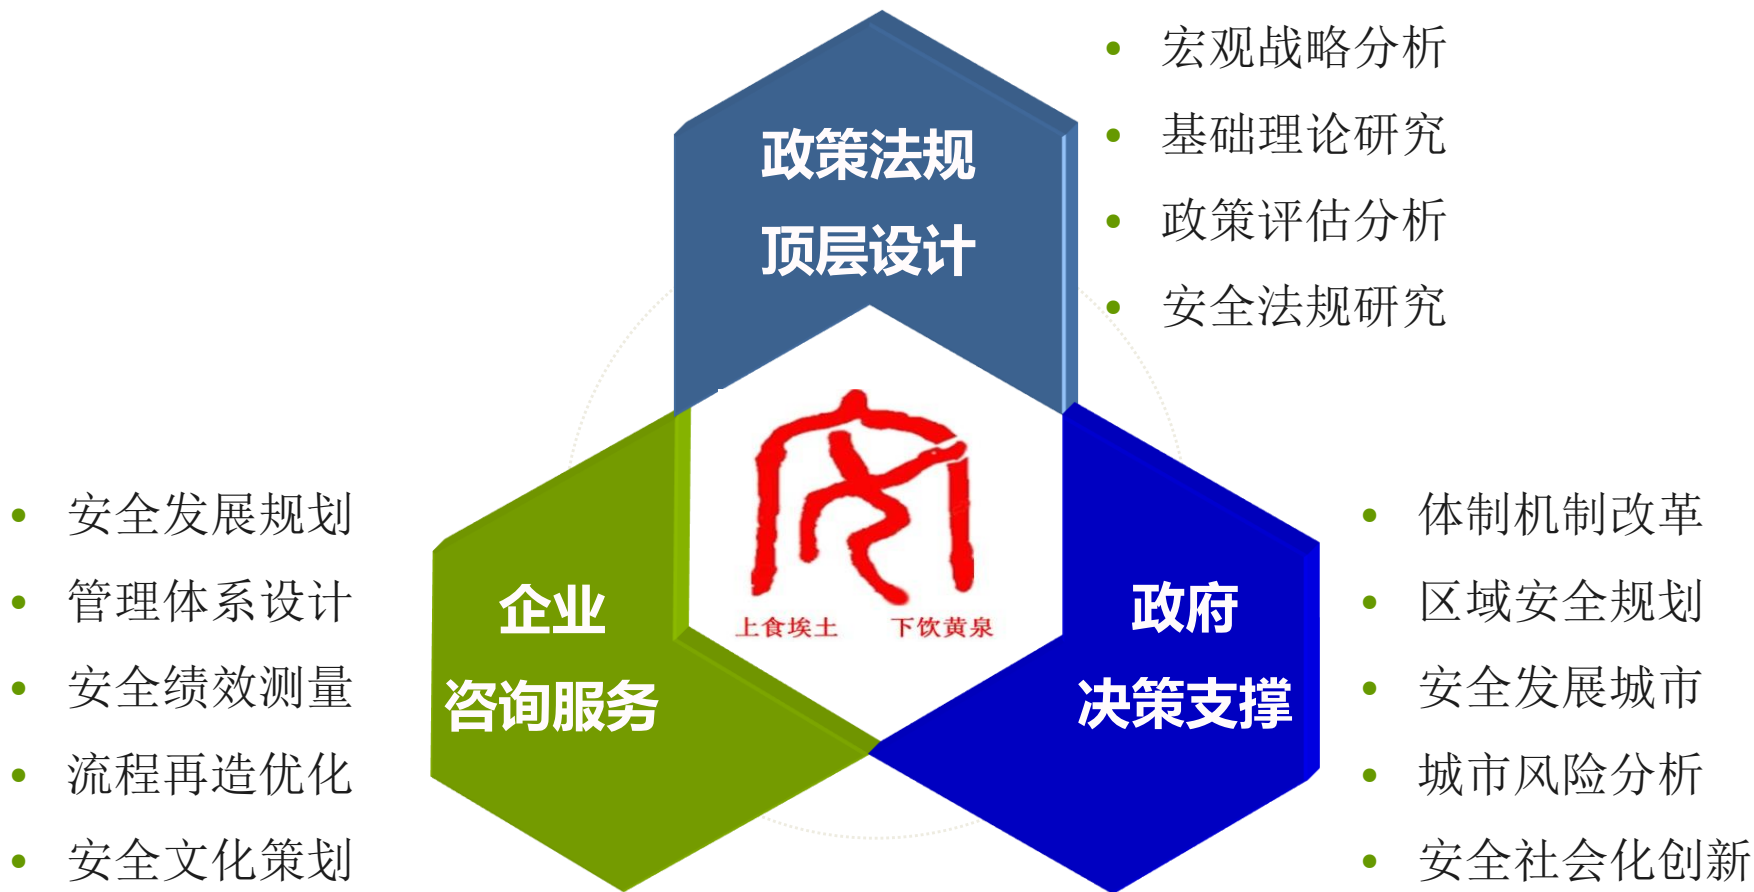 政策法规
顶层设计
宏观战略分析
基础理论研究
政策评估分析
安全法规研究
安全发展规划
管理体系设计
安全绩效测量
流程再造优化
安全文化策划
企业
咨询服务
安
上食埃土 下饮黄泉
政府
决策支撑
体制机制改革
区域安全规划
安全发展城市
城市风险分析
安全社会化创新